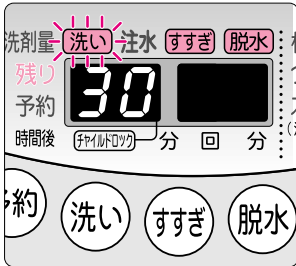 洗剤量 洗い 注水 すすぎ 脱水
残り 30
予約
時間後 チャイルドロック 分 回 分
予約 洗い すすぎ 脱水